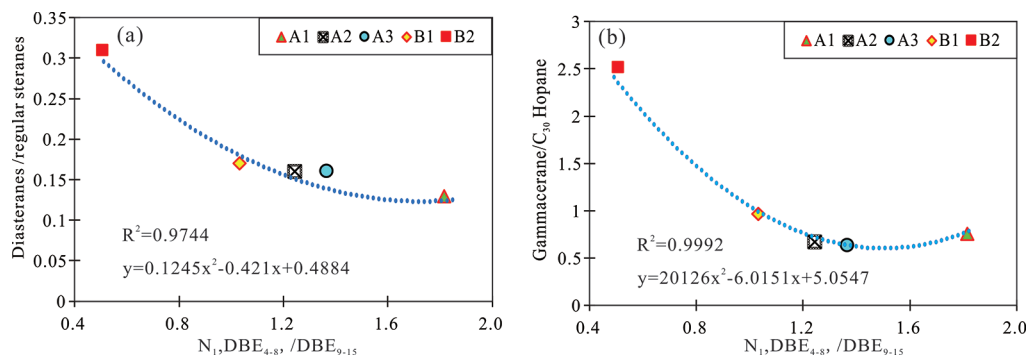 (a)
A1 A2 A3 B1 B2
Diasteranes/regular steranes
0.35
0.3
0.25
0.2
0.15
0.1
0.05
0
R²=0.9744
y=0.1245x²-0.421x+0.4884
0.4 0.8 1.2 1.6 2.0
N₁,DBE₄₋₈, /DBE₉₋₁₅
(b)
A1 A2 A3 B1 B2
Gammacerane/C₃₀ Hopane
3
2.5
2
1.5
1
0.5
0
R²=0.9992
y=20126x²-6.0151x+5.0547
0.4 0.8 1.2 1.6 2.0
N₁,DBE₄₋₈, /DBE₉₋₁₅